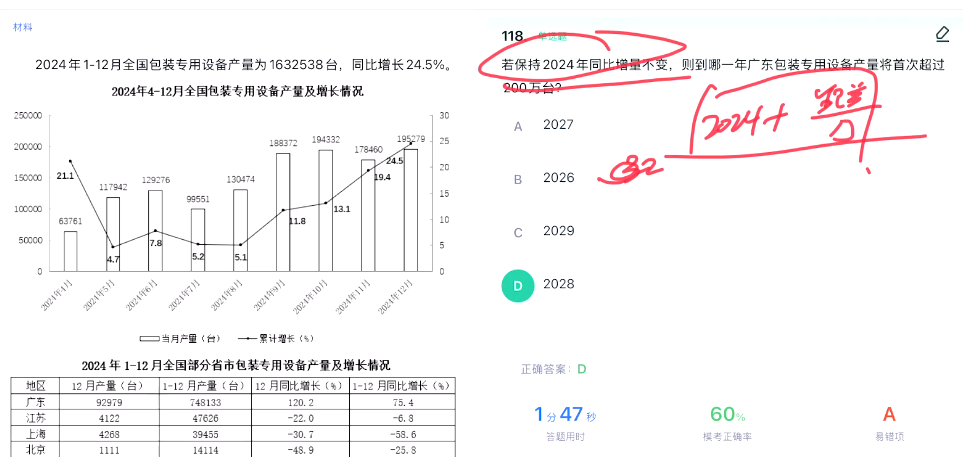 材料
2024年1-12月全国包装专用设备产量为1632538台，同比增长24.5%。
2024年4-12月全国包装专用设备产量及增长情况
250000
200000
150000
100000
50000
0
30
25
20
15
10
5
0
63761
117942
129276
99551
130474
188372
194332
178460
195279
21.1
4.7
7.8
5.2
5.1
11.8
13.1
19.4
24.5
2024年4月
2024年5月
2024年6月
2024年7月
2024年8月
2024年9月
2024年10月
2024年11月
2024年12月
当月产量（台） 累计增长（%）
2024年1-12月全国部分省市包装专用设备产量及增长情况
地区 12月产量（台） 1-12月产量（台） 12月同比增长（%） 1-12月同比增长（%）
广东 92979 748133 120.2 75.4
江苏 4122 47626 -22.0 -6.8
上海 4268 39455 -30.7 -58.6
北京 1111 14114 -48.9 -25.8
118 单选题
若保持2024年同比增量不变，则到哪一年广东包装专用设备产量将首次超过
200万台？
A 2027
B 2026
C 2029
D 2028
2024+
正确答案：D
1分47秒
答题用时
60%
模考正确率
A
易错项